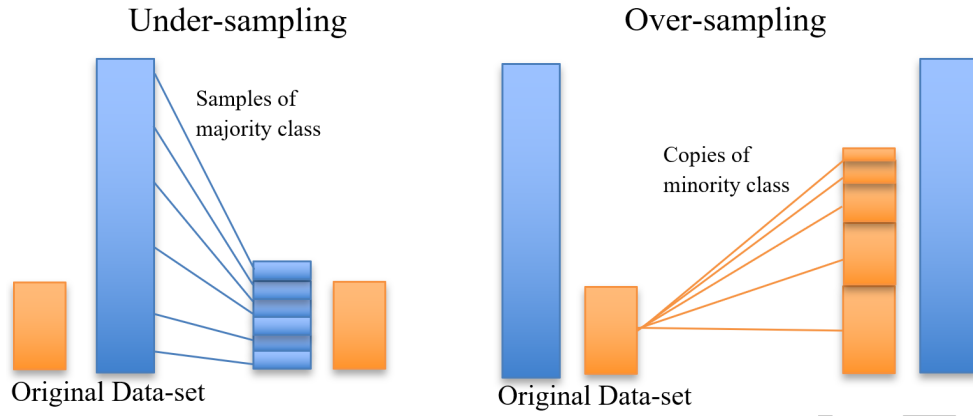 Under-sampling
Samples of
majority class
Original Data-set
Over-sampling
Copies of
minority class
Original Data-set